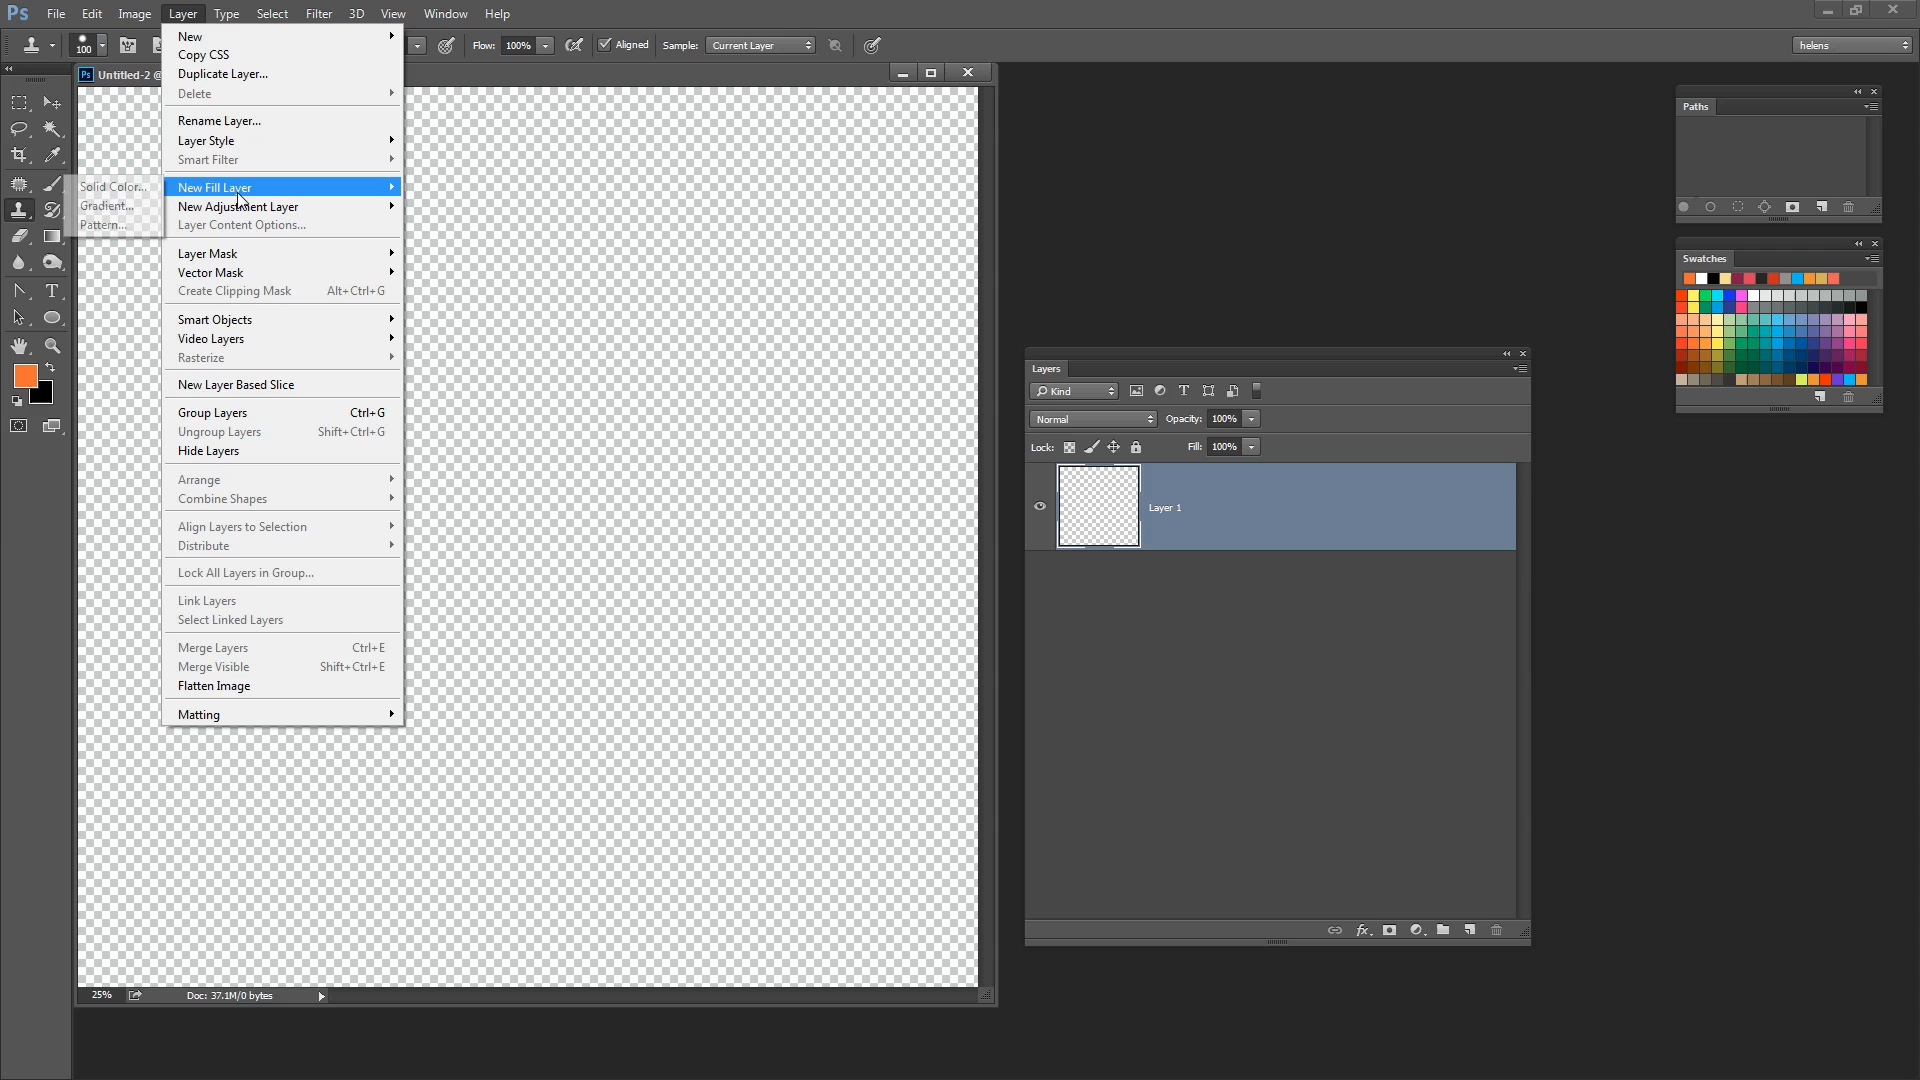 Ps File Edit Image Layer Type Select Filter 3D View Window Help
100 Flow: 100% Aligned Sample: Current Layer helens
Ps Untitled-2 @
New
Copy CSS
Duplicate Layer...
Delete
Rename Layer...
Layer Style
Smart Filter
New Fill Layer
New Adjustment Layer
Layer Content Options...
Solid Color...
Gradient...
Pattern...
Layer Mask
Vector Mask
Create Clipping Mask Alt+Ctrl+G
Smart Objects
Video Layers
Rasterize
New Layer Based Slice
Group Layers Ctrl+G
Ungroup Layers Shift+Ctrl+G
Hide Layers
Arrange
Combine Shapes
Align Layers to Selection
Distribute
Lock All Layers in Group...
Link Layers
Select Linked Layers
Merge Layers Ctrl+E
Merge Visible Shift+Ctrl+E
Flatten Image
Matting
25% Doc: 37.1M/0 bytes
Paths
Swatches
Layers
Kind
Normal Opacity: 100%
Lock: Fill: 100%
Layer 1
fx